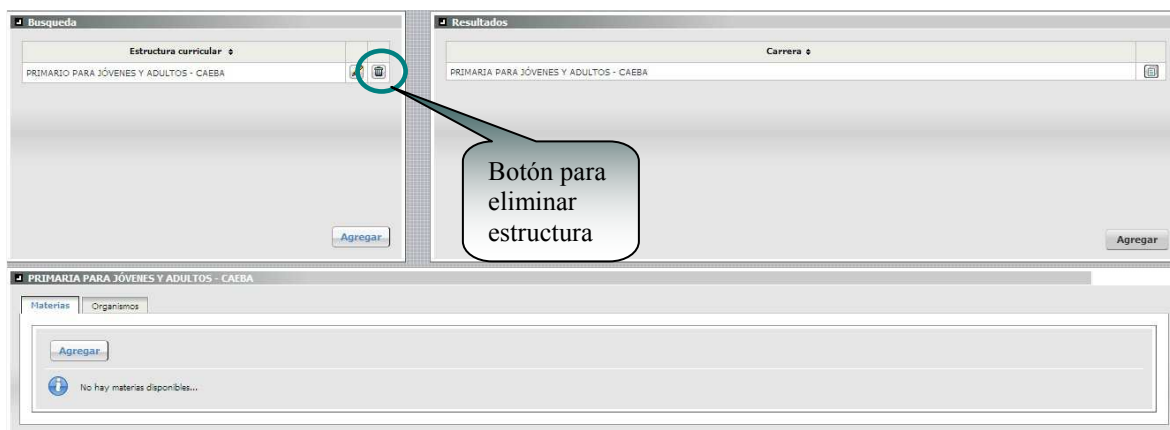 Busqueda
Estructura curricular
PRIMARIO PARA JÓVENES Y ADULTOS - CAEBA
Agregar
Resultados
Carrera
PRIMARIA PARA JÓVENES Y ADULTOS - CAEBA
Agregar
Botón para
eliminar
estructura
PRIMARIA PARA JÓVENES Y ADULTOS - CAEBA
Materias Organismos
Agregar
No hay materias disponibles...